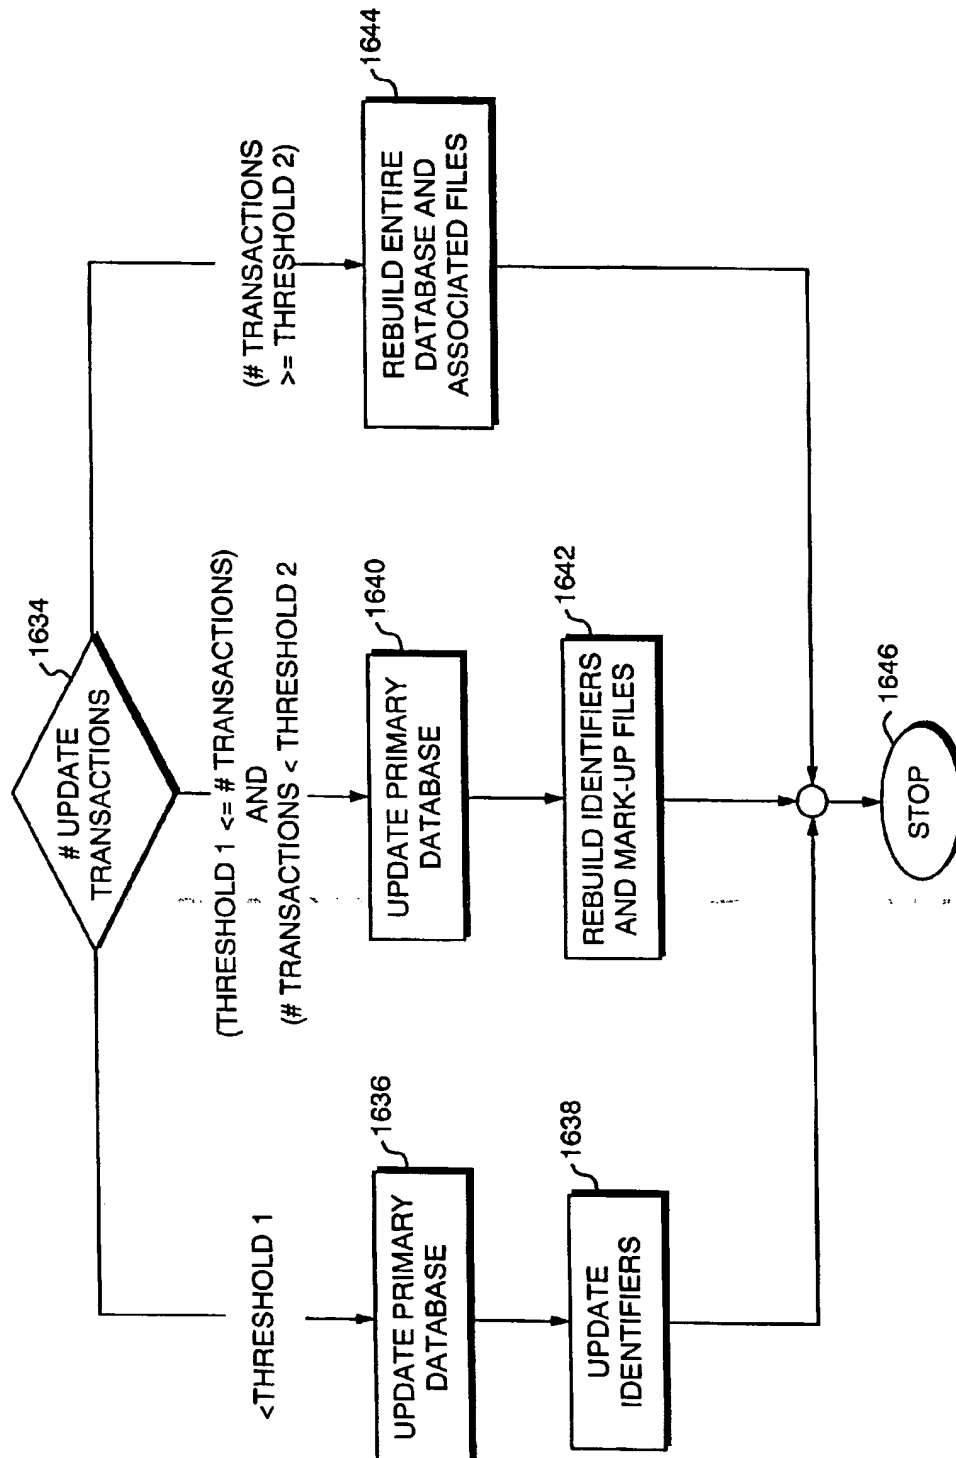 1634
# UPDATE
TRANSACTIONS
<THRESHOLD 1
(THRESHOLD 1 <= # TRANSACTIONS)
AND
(# TRANSACTIONS < THRESHOLD 2
(# TRANSACTIONS
>= THRESHOLD 2)
1636
UPDATE PRIMARY
DATABASE
1640
UPDATE PRIMARY
DATABASE
1644
REBUILD ENTIRE
DATABASE AND
ASSOCIATED FILES
1638
UPDATE
IDENTIFIERS
1642
REBUILD IDENTIFIERS
AND MARK-UP FILES
1646
STOP